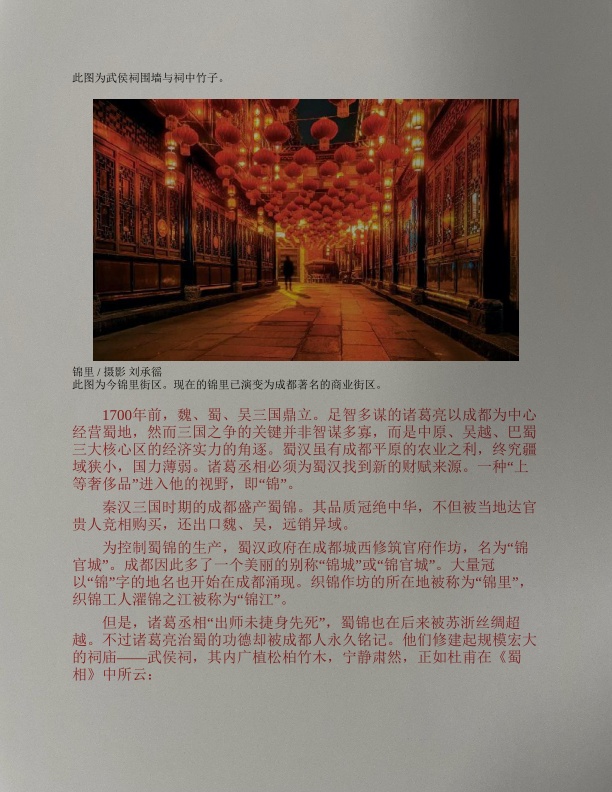 此图为武侯祠围墙与祠中竹子。
锦里 / 摄影 刘承徭
此图为今锦里街区。现在的锦里已演变为成都著名的商业街区。
1700年前，魏、蜀、吴三国鼎立。足智多谋的诸葛亮以成都为中心
经营蜀地，然而三国之争的关键并非智谋多寡，而是中原、吴越、巴蜀
三大核心区的经济实力的角逐。蜀汉虽有成都平原的农业之利，终究疆
域狭小，国力薄弱。诸葛丞相必须为蜀汉找到新的财赋来源。一种“上
等奢侈品”进入他的视野，即“锦”。
秦汉三国时期的成都盛产蜀锦。其品质冠绝中华，不但被当地达官
贵人竞相购买，还出口魏、吴，远销异域。
为控制蜀锦的生产，蜀汉政府在成都城西修筑官府作坊，名为“锦
官城”。成都因此多了一个美丽的别称“锦城”或“锦官城”。大量冠
以“锦”字的地名也开始在成都涌现。织锦作坊的所在地被称为“锦里”，
织锦工人濯锦之江被称为“锦江”。
但是，诸葛丞相“出师未捷身先死”，蜀锦也在后来被苏浙丝绸超
越。不过诸葛亮治蜀的功德却被成都人永久铭记。他们修建起规模宏大
的祠庙——武侯祠，其内广植松柏竹木，宁静肃然，正如杜甫在《蜀
相》中所云：